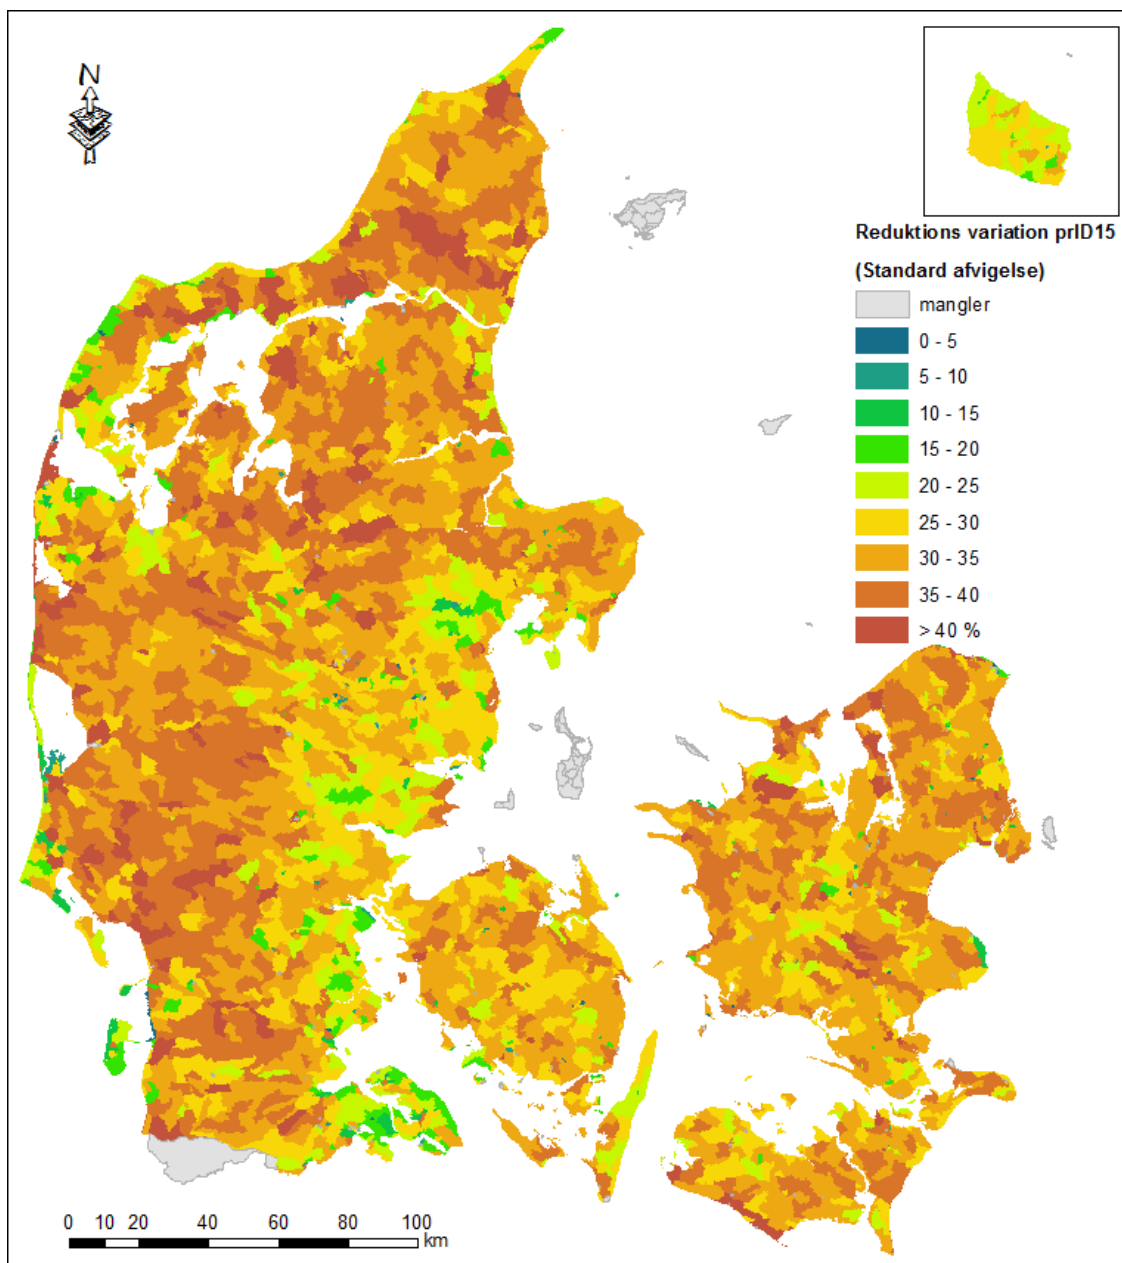 N
Reduktions variation prID15
(Standard afvigelse)
mangler
0 - 5
5 - 10
10 - 15
15 - 20
20 - 25
25 - 30
30 - 35
35 - 40
> 40 %
0 10 20 40 60 80 100
km